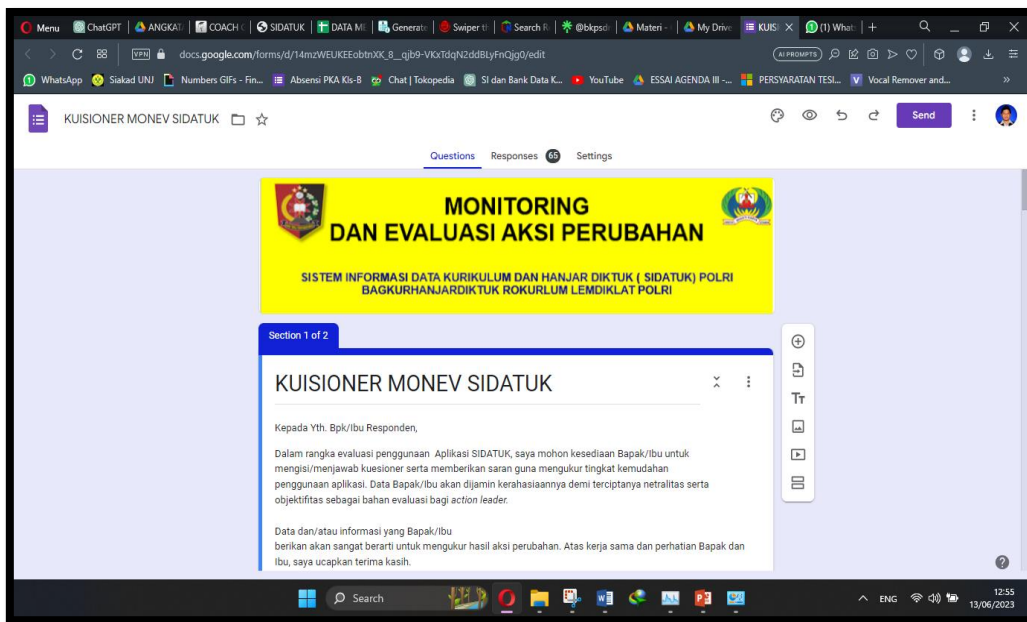 Menu
ChatGPT
ANGKAT
COACH (
SIDATUK
DATA ME
Generate
Swiper th
Search R
@bkpsd
Materi -
My Drive
KUISI
(1) What
VPN
docs.google.com/forms/d/14mzWEUKEEobtnXK_8__qjb9-VKxTdqN2ddBLyFnQjg0/edit
AI PROMPTS
WhatsApp
Siakad UNJ
Numbers GIFs - Fin...
Absensi PKA Kls-B
Chat | Tokopedia
SI dan Bank Data K...
YouTube
ESSAI AGENDA III -...
PERSYARATAN TESI...
Vocal Remover and...
KUISIONER MONEV SIDATUK
Send
Questions Responses 65 Settings
MONITORING
DAN EVALUASI AKSI PERUBAHAN
SISTEM INFORMASI DATA KURIKULUM DAN HANJAR DIKTUK ( SIDATUK) POLRI
BAGKURHANJARDIKTUK ROKURLUM LEMDIKLAT POLRI
Section 1 of 2
KUISIONER MONEV SIDATUK
Kepada Yth. Bpk/Ibu Responden,
Dalam rangka evaluasi penggunaan Aplikasi SIDATUK, saya mohon kesediaan Bapak/Ibu untuk
mengisi/menjawab kuesioner serta memberikan saran guna mengukur tingkat kemudahan
penggunaan aplikasi. Data Bapak/Ibu akan dijamin kerahasiaannya demi terciptanya netralitas serta
objektifitas sebagai bahan evaluasi bagi action leader.
Data dan/atau informasi yang Bapak/Ibu
berikan akan sangat berarti untuk mengukur hasil aksi perubahan. Atas kerja sama dan perhatian Bapak dan
Ibu, saya ucapkan terima kasih.
Search
ENG
12:55
13/06/2023